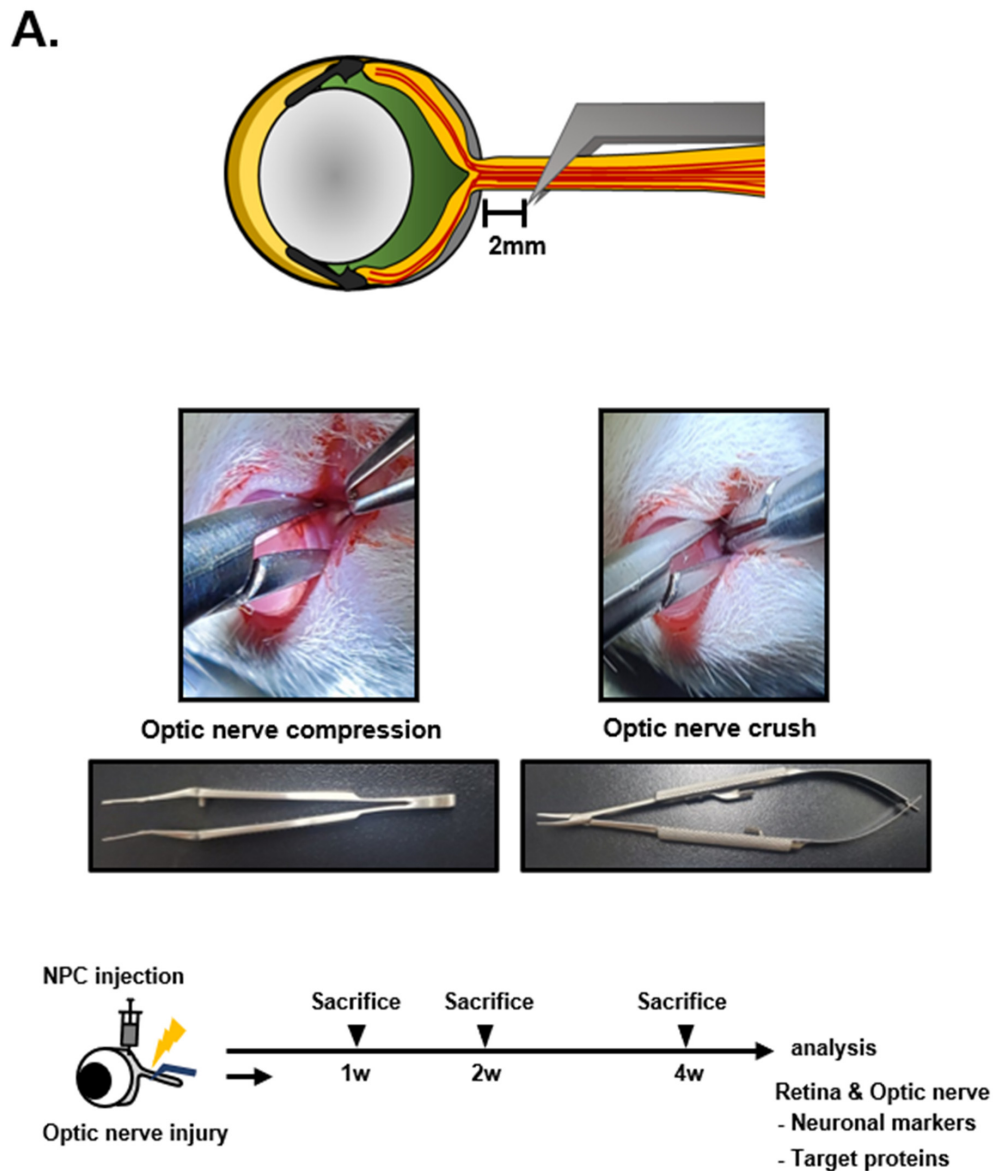 A.
2mm
Optic nerve compression
Optic nerve crush
NPC injection
Optic nerve injury
Sacrifice
Sacrifice
Sacrifice
1w
2w
4w
analysis
Retina & Optic nerve
- Neuronal markers
- Target proteins